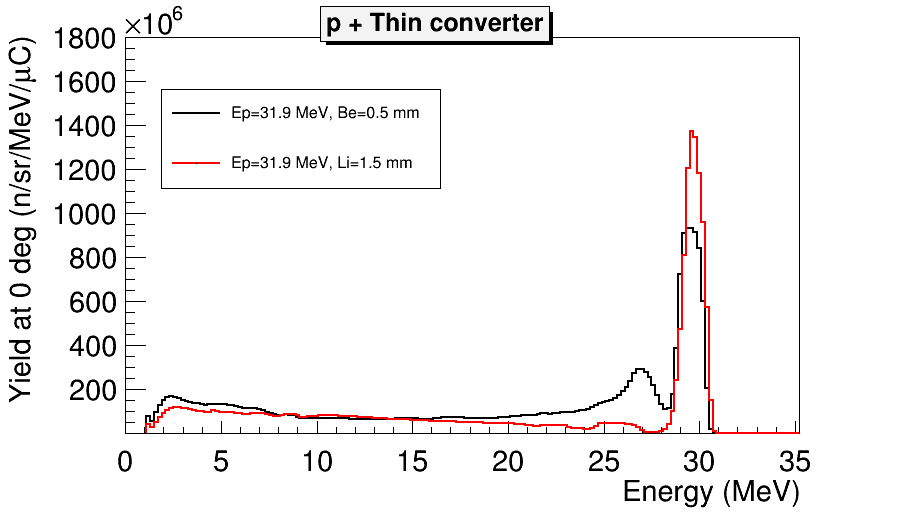 p + Thin converter
×10⁶
Yield at 0 deg (n/sr/MeV/μC)
1800
1600
1400
1200
1000
800
600
400
200
Ep=31.9 MeV, Be=0.5 mm
Ep=31.9 MeV, Li=1.5 mm
0 5 10 15 20 25 30 35
Energy (MeV)